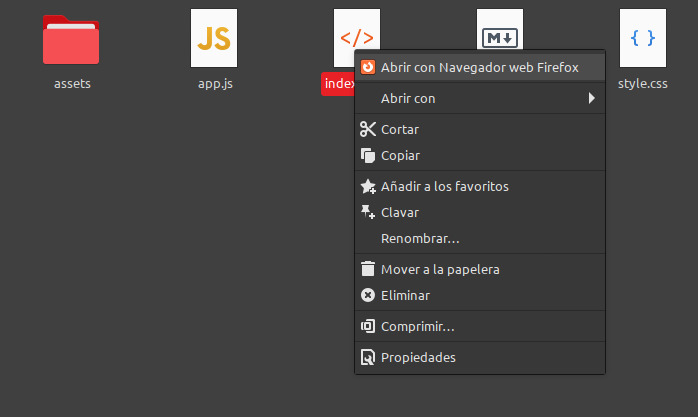 assets
JS
app.js
</>
index
M
{ }
style.css
Abrir con Navegador web Firefox
Abrir con
Cortar
Copiar
Añadir a los favoritos
Clavar
Renombrar...
Mover a la papelera
Eliminar
Comprimir...
Propiedades